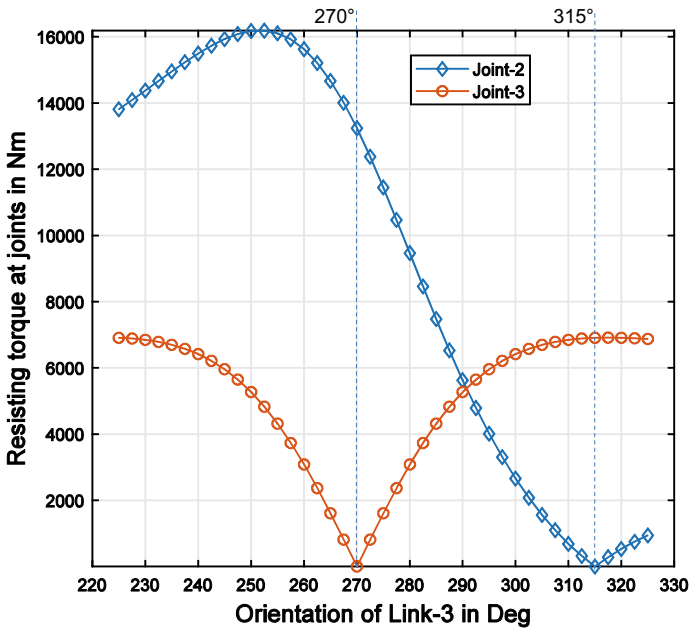 270° 315°
Joint-2
Joint-3
16000
14000
12000
10000
8000
6000
4000
2000
Resisting torque at joints in Nm
220 230 240 250 260 270 280 290 300 310 320 330
Orientation of Link-3 in Deg